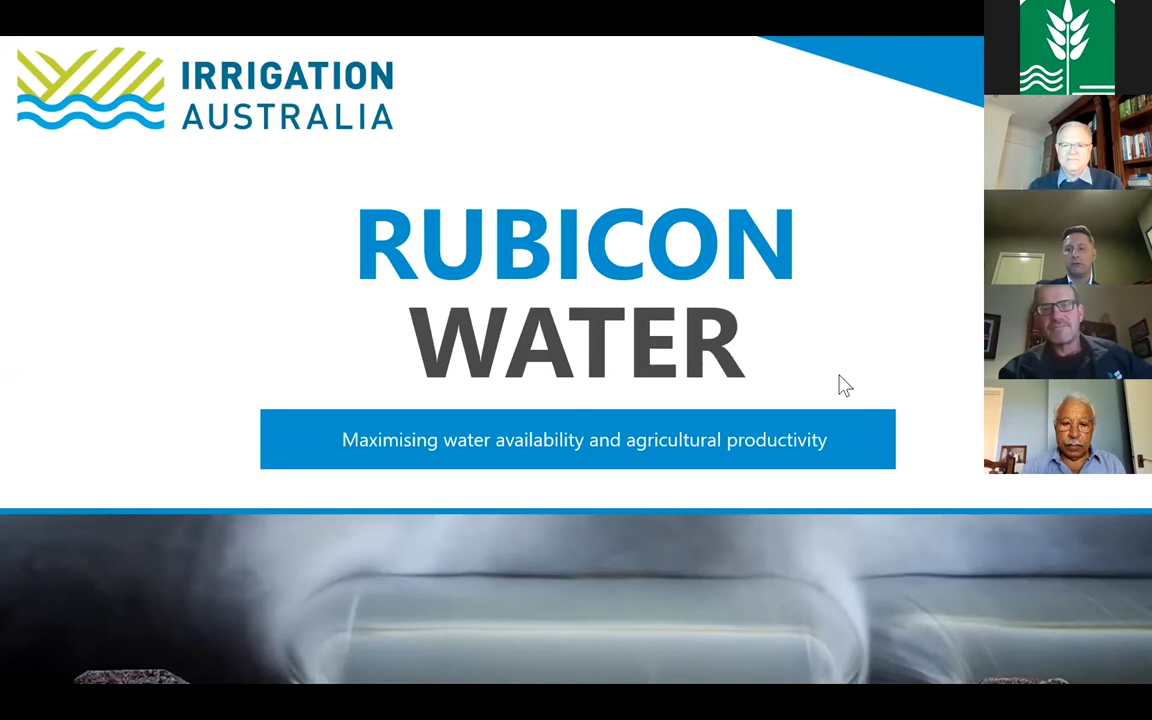 IRRIGATION
AUSTRALIA
RUBICON
WATER
Maximising water availability and agricultural productivity